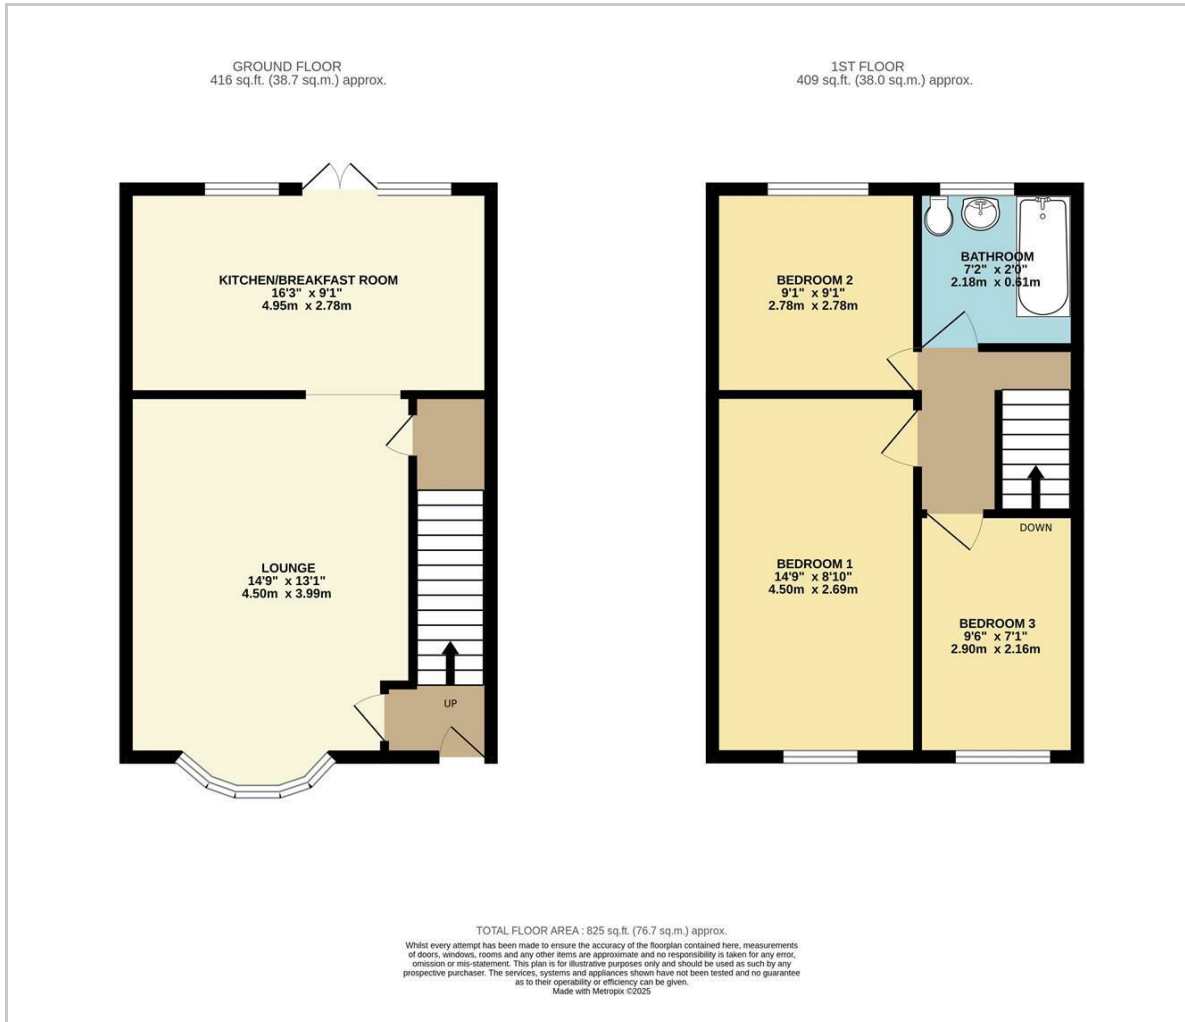 GROUND FLOOR
416 sq.ft. (38.7 sq.m.) approx.
KITCHEN/BREAKFAST ROOM
16'3" x 9'1"
4.95m x 2.78m
LOUNGE
14'9" x 13'1"
4.50m x 3.99m
UP
1ST FLOOR
409 sq.ft. (38.0 sq.m.) approx.
BEDROOM 2
9'1" x 9'1"
2.78m x 2.78m
BATHROOM
7'2" x 2'0"
2.18m x 0.61m
BEDROOM 1
14'9" x 8'10"
4.50m x 2.69m
DOWN
BEDROOM 3
9'6" x 7'1"
2.90m x 2.16m
TOTAL FLOOR AREA : 825 sq.ft. (76.7 sq.m.) approx.
Whilst every attempt has been made to ensure the accuracy of the floorplan contained here, measurements
of doors, windows, rooms and any other items are approximate and no responsibility is taken for any error,
omission or mis-statement. This plan is for illustrative purposes only and should be used as such by any
prospective purchaser. The services, systems and appliances shown have not been tested and no guarantee
as to their operability or efficiency can be given.
Made with Metropix ©2025